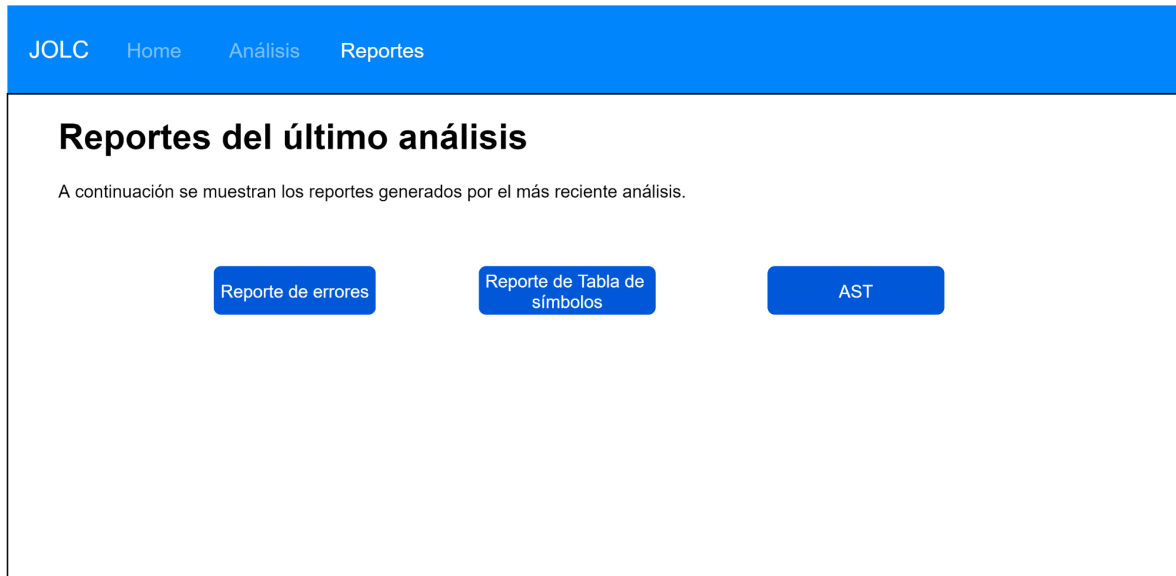 JOLC Home Análisis Reportes
Reportes del último análisis
A continuación se muestran los reportes generados por el más reciente análisis.
Reporte de errores
Reporte de Tabla de
símbolos
AST